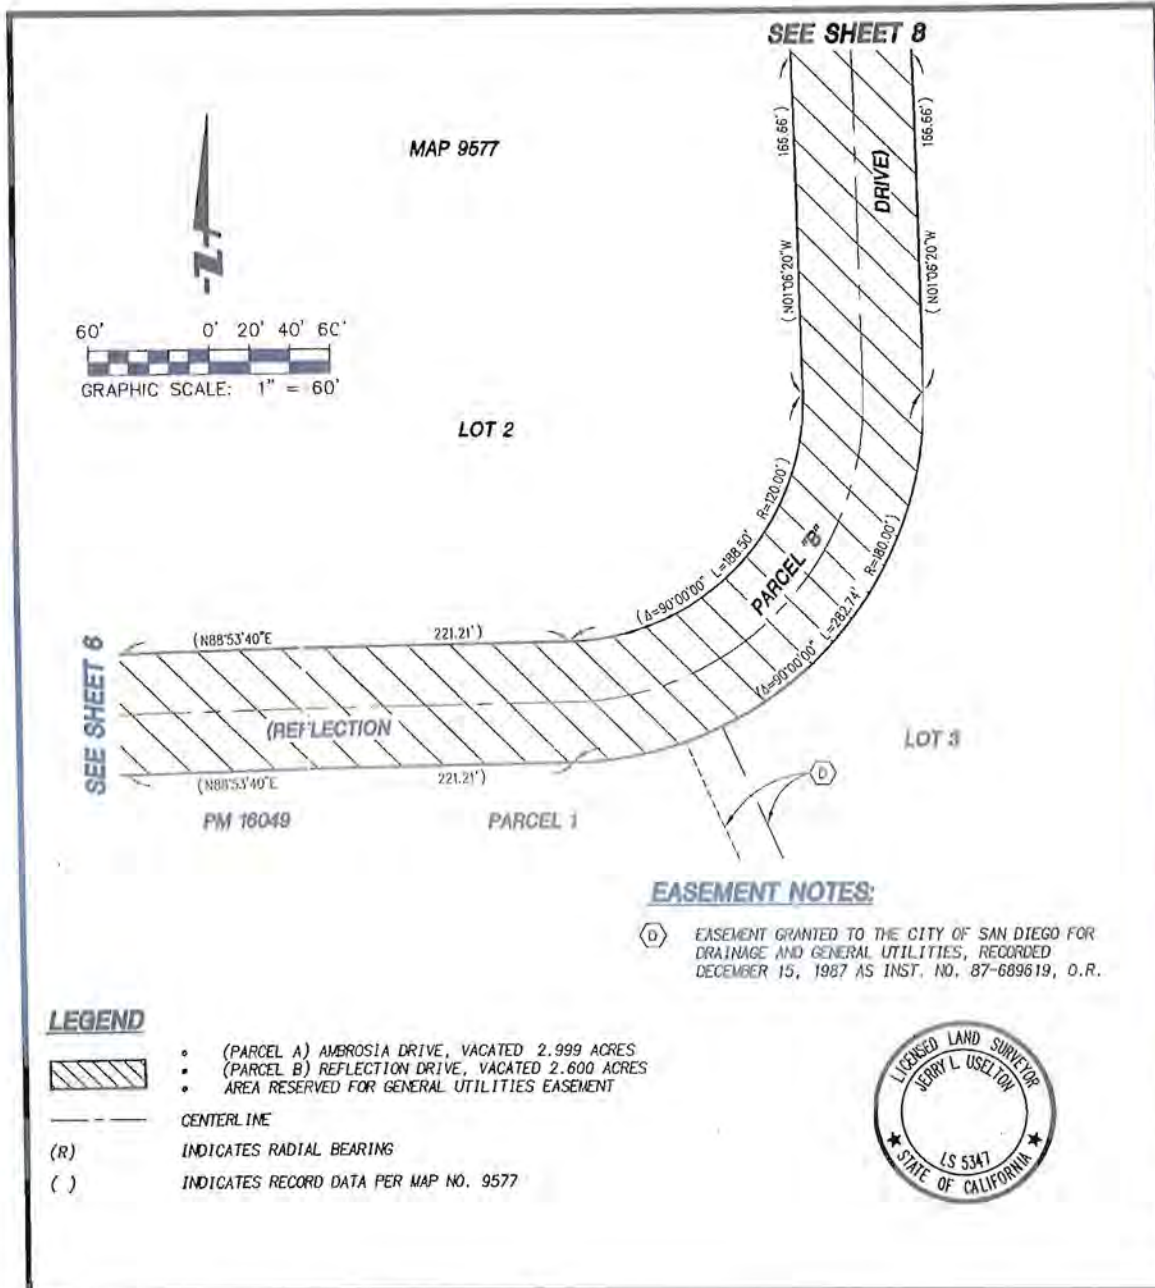 SEE SHEET 8
MAP 9577
165.66')
166.66')
DRIVE)
(N01°06'20"W
(N01°06'20"W
60' 0' 20' 40' 60'
GRAPHIC SCALE: 1" = 60'
LOT 2
(Δ=90°00'00" L=188.50' R=120.00')
PARCEL "B"
(Δ=90°00'00" L=282.74' R=180.00')
SEE SHEET 6
(N88°53'40"E 221.21')
(REFLECTION
(N88°53'40"E 221.21')
LOT 3
D
PM 16049
PARCEL 1
EASEMENT NOTES:
D EASEMENT GRANTED TO THE CITY OF SAN DIEGO FOR
DRAINAGE AND GENERAL UTILITIES, RECORDED
DECEMBER 15, 1987 AS INST. NO. 87-689619, O.R.
LEGEND
(PARCEL A) AMBROSIA DRIVE, VACATED 2.999 ACRES
(PARCEL B) REFLECTION DRIVE, VACATED 2.600 ACRES
AREA RESERVED FOR GENERAL UTILITIES EASEMENT
CENTERLINE
(R) INDICATES RADIAL BEARING
( ) INDICATES RECORD DATA PER MAP NO. 9577
LICENSED LAND SURVEYOR
JERRY L. USELTON
LS 5347
STATE OF CALIFORNIA